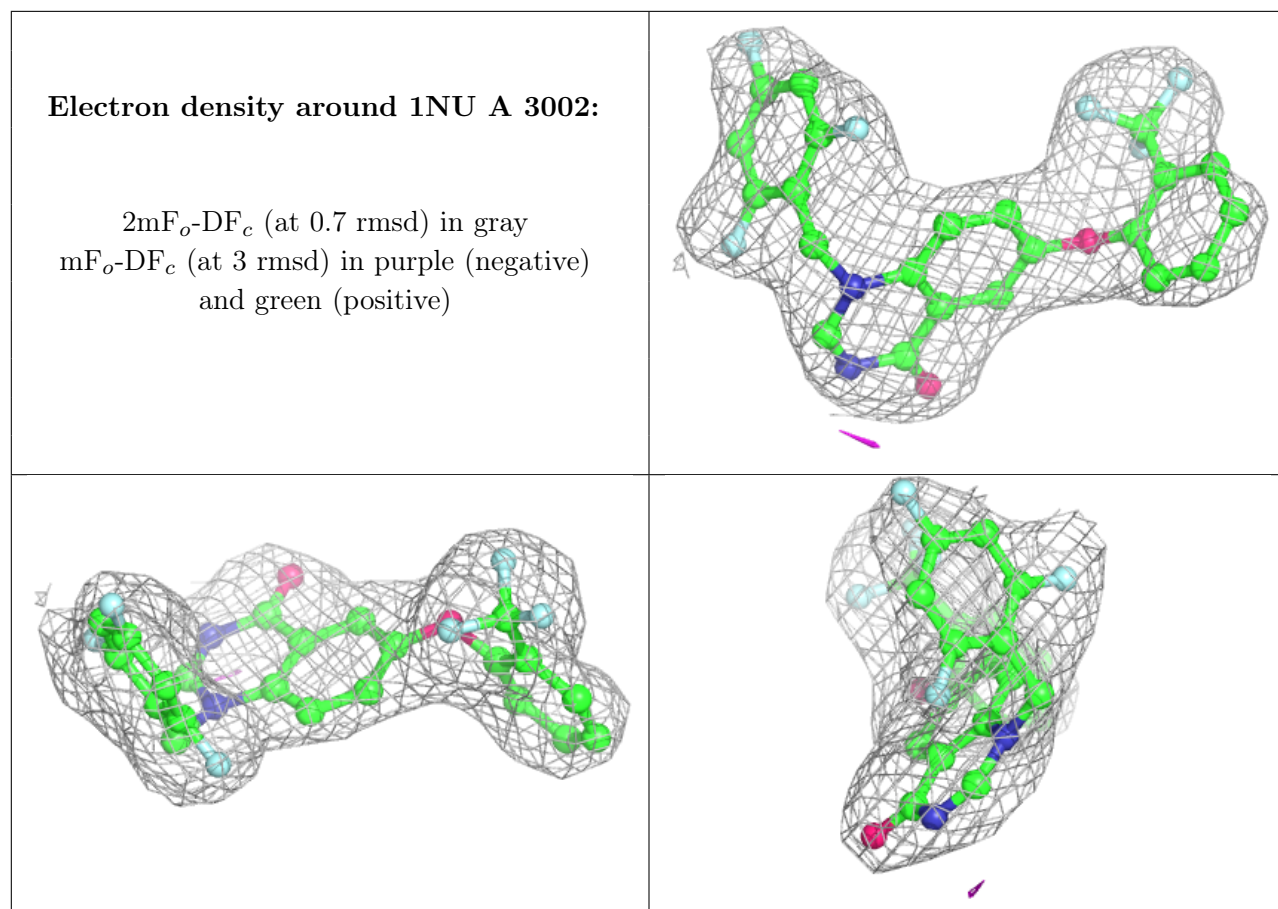 Electron density around 1NU A 3002:
2mFo-DFc (at 0.7 rmsd) in gray
mFo-DFc (at 3 rmsd) in purple (negative)
and green (positive)